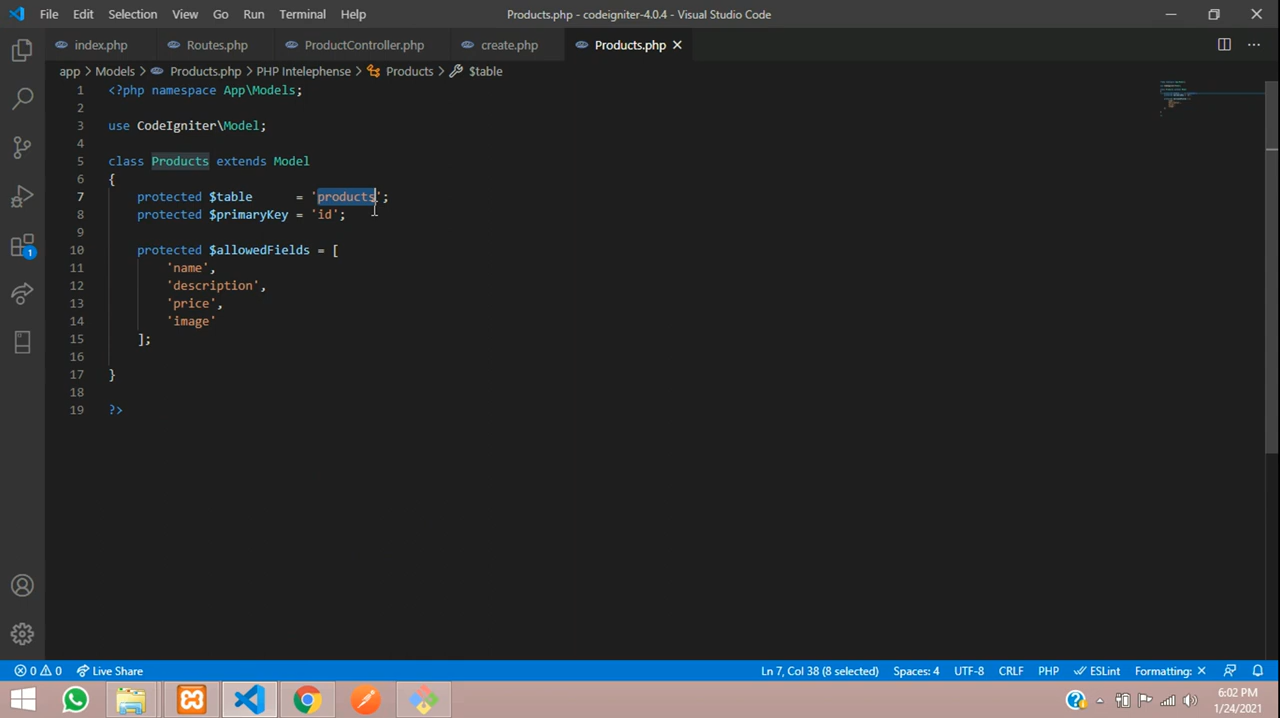 File Edit Selection View Go Run Terminal Help Products.php - codeigniter-4.0.4 - Visual Studio Code
index.php Routes.php ProductController.php create.php Products.php
app > Models > Products.php > PHP Intelephense > Products > $table
1 <?php namespace App\Models;
2
3 use CodeIgniter\Model;
4
5 class Products extends Model
6 {
7 protected $table = 'products';
8 protected $primaryKey = 'id';
9
10 protected $allowedFields = [
11 'name',
12 'description',
13 'price',
14 'image'
15 ];
16
17 }
18
19 ?>
1
0 0 Live Share Ln 7, Col 38 (8 selected) Spaces: 4 UTF-8 CRLF PHP ESLint Formatting: ×
6:02 PM
1/24/2021